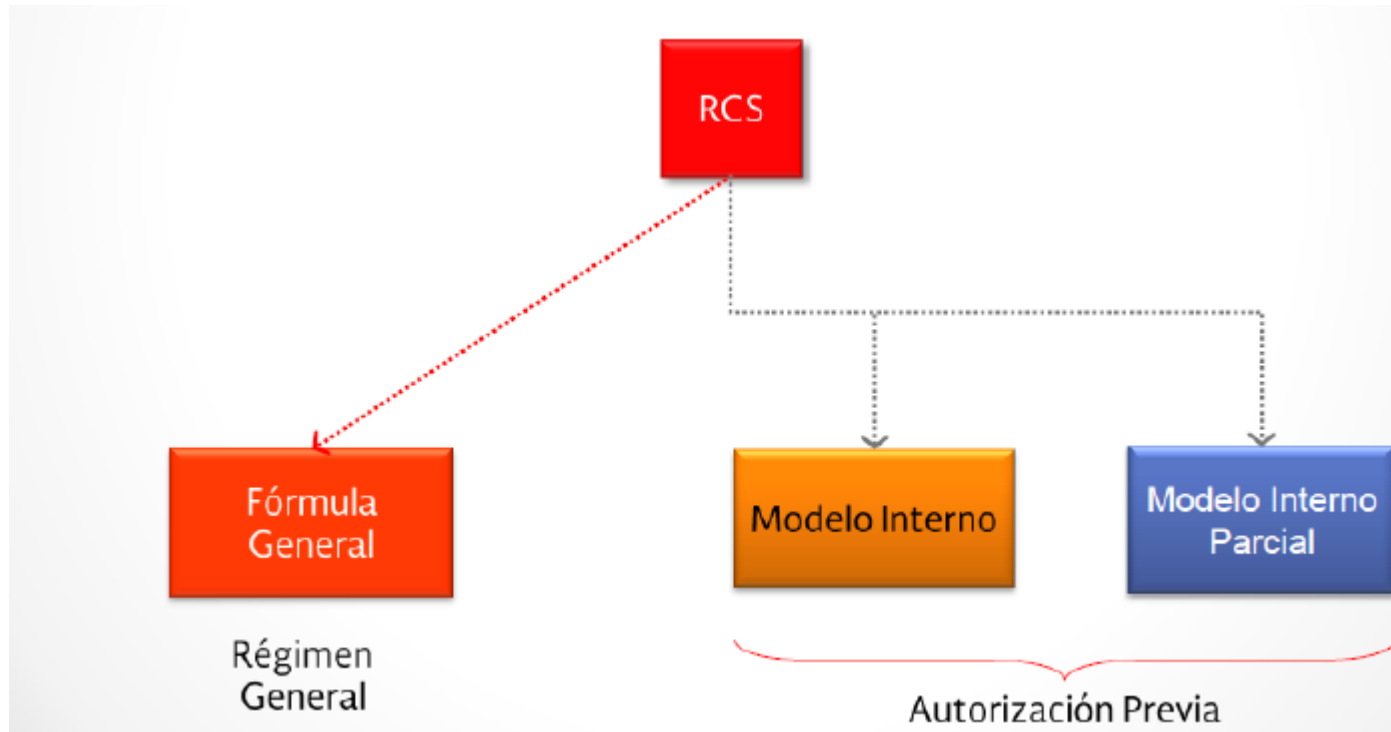 RCS
Fórmula
General
Modelo Interno
Modelo Interno
Parcial
Régimen
General
Autorización Previa